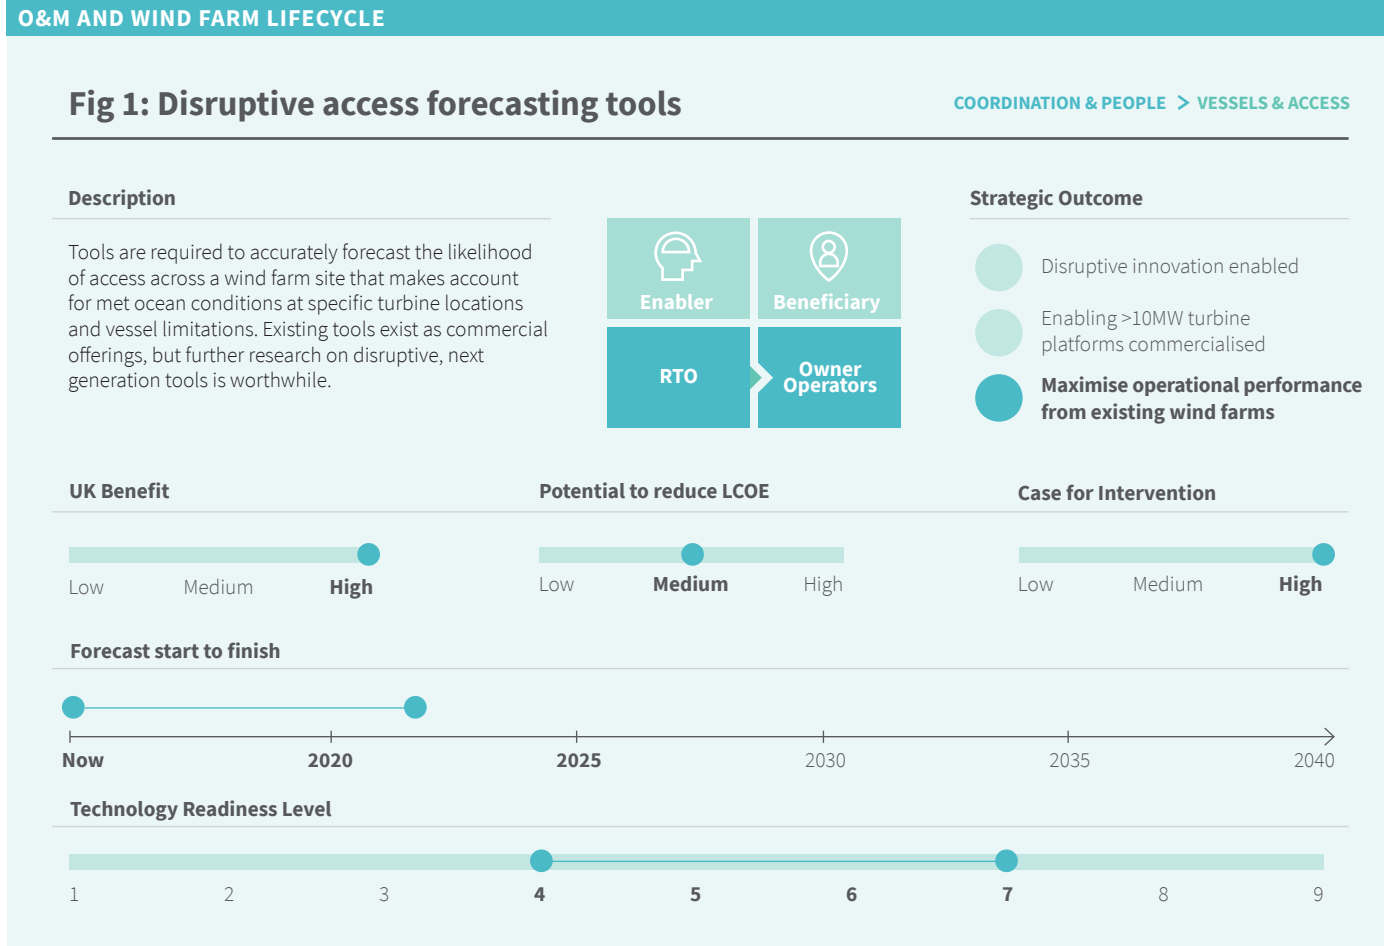 O&M AND WIND FARM LIFECYCLE
Fig 1: Disruptive access forecasting tools
COORDINATION & PEOPLE > VESSELS & ACCESS
Description
Tools are required to accurately forecast the likelihood
of access across a wind farm site that makes account
for met ocean conditions at specific turbine locations
and vessel limitations. Existing tools exist as commercial
offerings, but further research on disruptive, next
generation tools is worthwhile.
Enabler
Beneficiary
RTO
Owner
Operators
Strategic Outcome
Disruptive innovation enabled
Enabling >10MW turbine
platforms commercialised
Maximise operational performance
from existing wind farms
UK Benefit
Low Medium High
Potential to reduce LCOE
Low Medium High
Case for Intervention
Low Medium High
Forecast start to finish
Now 2020 2025 2030 2035 2040
Technology Readiness Level
1 2 3 4 5 6 7 8 9